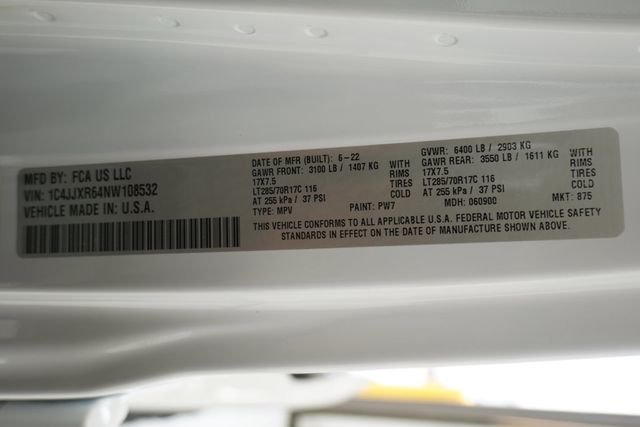 MFD BY: FCA US LLC
VIN: 1C4JJXR64NW108532
VEHICLE MADE IN: U.S.A.
DATE OF MFR (BUILT): 6-22
GAWR FRONT: 3100 LB / 1407 KG WITH
17X7.5 RIMS
LT285/70R17C 116 TIRES
AT 255 kPa / 37 PSI COLD
TYPE: MPV PAINT: PW7
GVWR: 6400 LB / 2903 KG
GAWR REAR: 3550 LB / 1611 KG WITH
17X7.5 RIMS
LT285/70R17C 116 TIRES
AT 255 kPa / 37 PSI COLD
MDH: 060900 MKT: 875
THIS VEHICLE CONFORMS TO ALL APPLICABLE U.S.A. FEDERAL MOTOR VEHICLE SAFETY
STANDARDS IN EFFECT ON THE DATE OF MANUFACTURE SHOWN ABOVE.